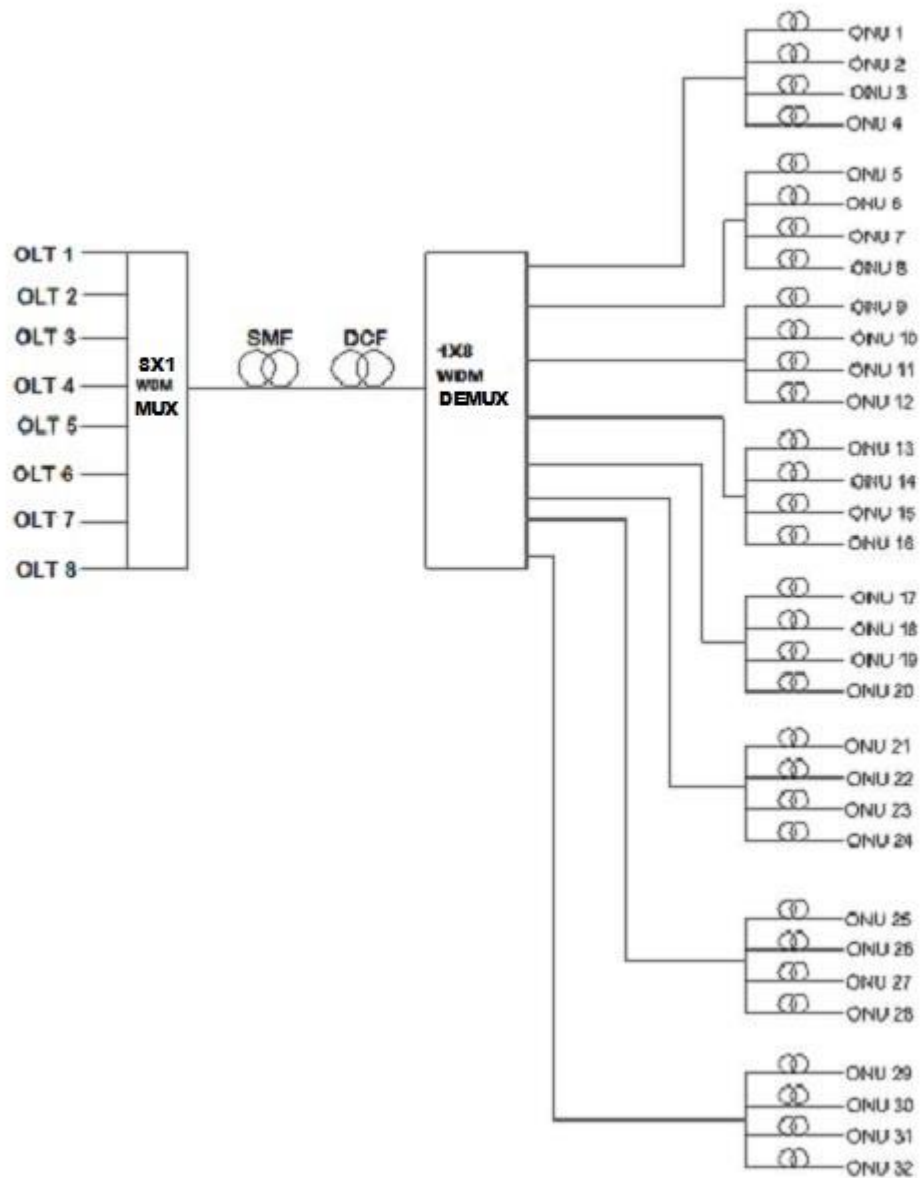 OLT 1
OLT 2
OLT 3
OLT 4
OLT 5
OLT 6
OLT 7
OLT 8
8X1
WDM
MUX
SMF
DCF
1X8
WDM
DEMUX
ONU 1
ONU 2
ONU 3
ONU 4
ONU 5
ONU 6
ONU 7
ONU 8
ONU 9
ONU 10
ONU 11
ONU 12
ONU 13
ONU 14
ONU 15
ONU 16
ONU 17
ONU 18
ONU 19
ONU 20
ONU 21
ONU 22
ONU 23
ONU 24
ONU 25
ONU 26
ONU 27
ONU 28
ONU 29
ONU 30
ONU 31
ONU 32